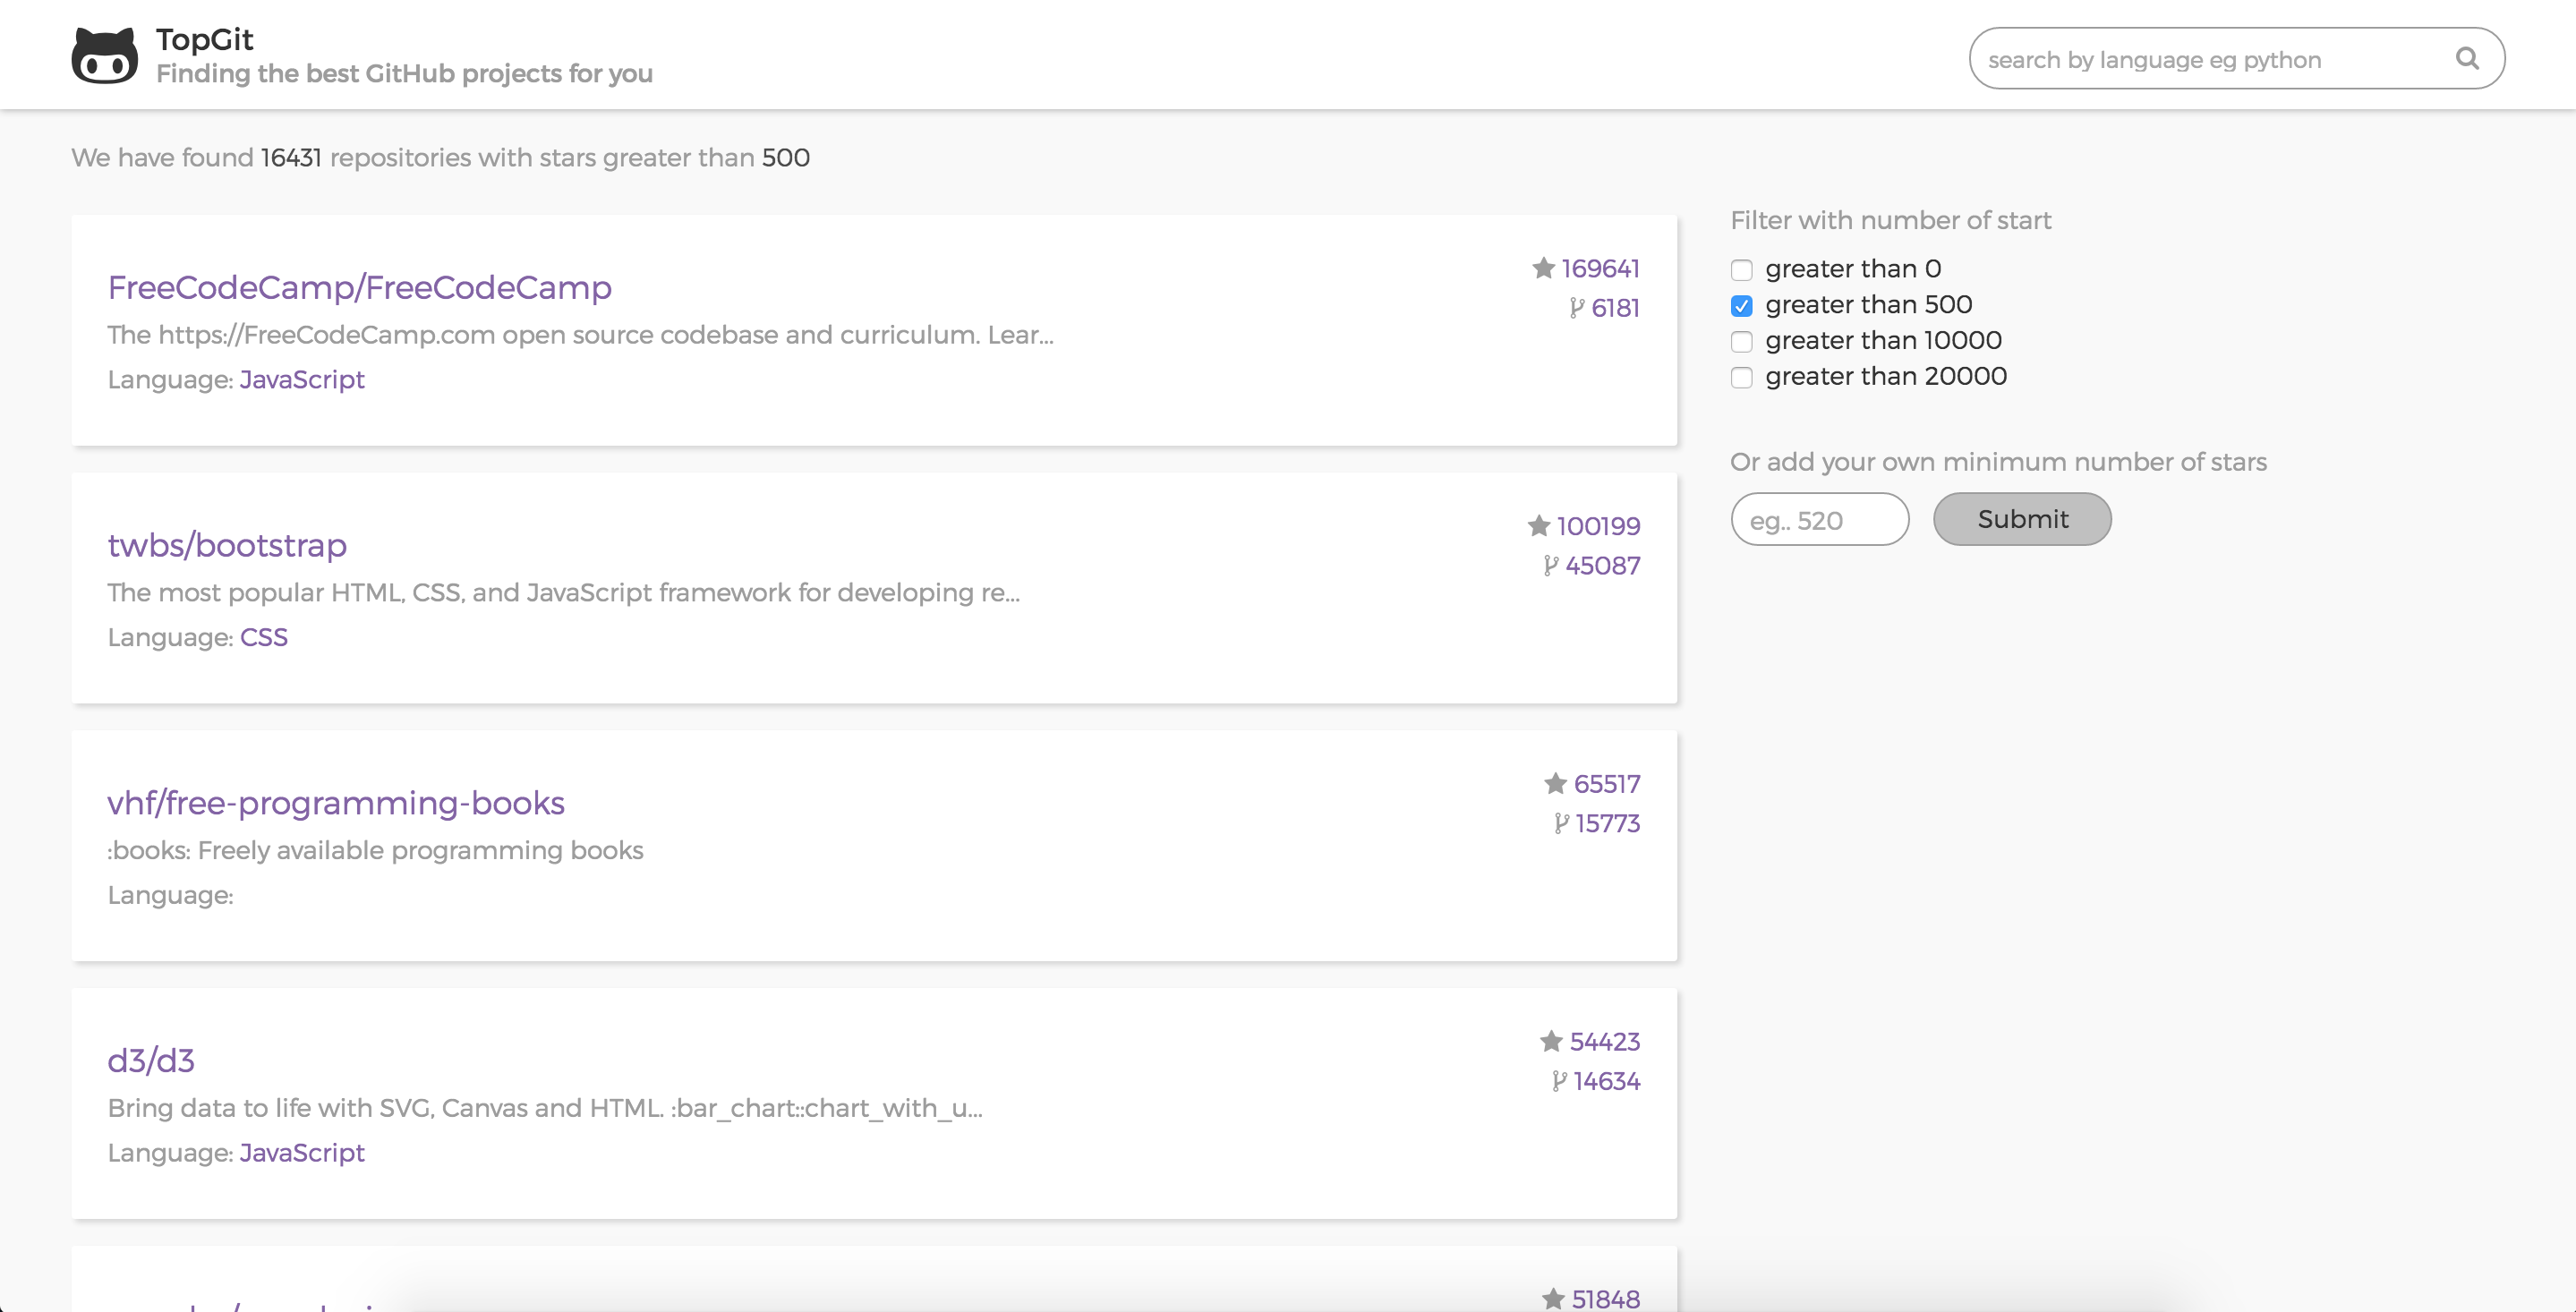 TopGit
Finding the best GitHub projects for you
search by language eg python
We have found 16431 repositories with stars greater than 500
FreeCodeCamp/FreeCodeCamp
169641
6181
The https://FreeCodeCamp.com open source codebase and curriculum. Lear...
Language: JavaScript
twbs/bootstrap
100199
45087
The most popular HTML, CSS, and JavaScript framework for developing re...
Language: CSS
vhf/free-programming-books
65517
15773
:books: Freely available programming books
Language:
d3/d3
54423
14634
Bring data to life with SVG, Canvas and HTML. :bar_chart::chart_with_u...
Language: JavaScript
51848
Filter with number of start
greater than 0
greater than 500
greater than 10000
greater than 20000
Or add your own minimum number of stars
eg.. 520
Submit